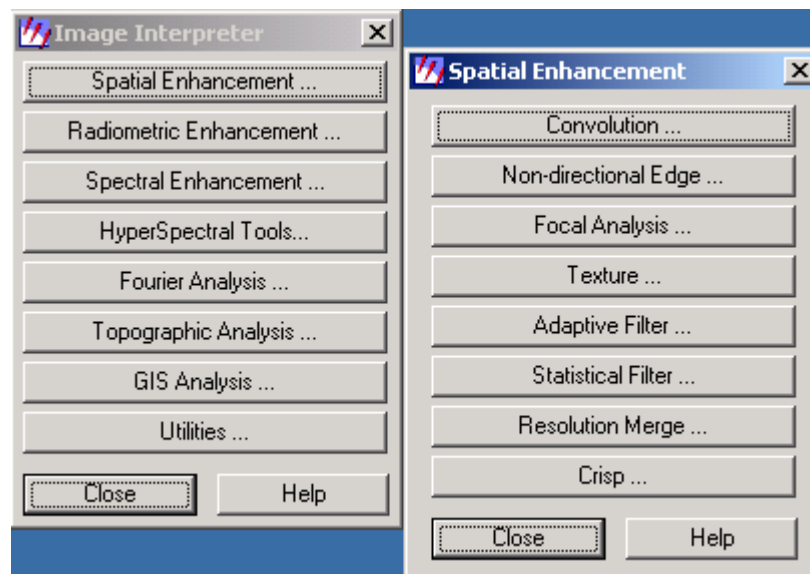 Image Interpreter
Spatial Enhancement ...
Radiometric Enhancement ...
Spectral Enhancement ...
HyperSpectral Tools...
Fourier Analysis ...
Topographic Analysis ...
GIS Analysis ...
Utilities ...
Close Help
Spatial Enhancement
Convolution ...
Non-directional Edge ...
Focal Analysis ...
Texture ...
Adaptive Filter ...
Statistical Filter ...
Resolution Merge ...
Crisp ...
Close Help